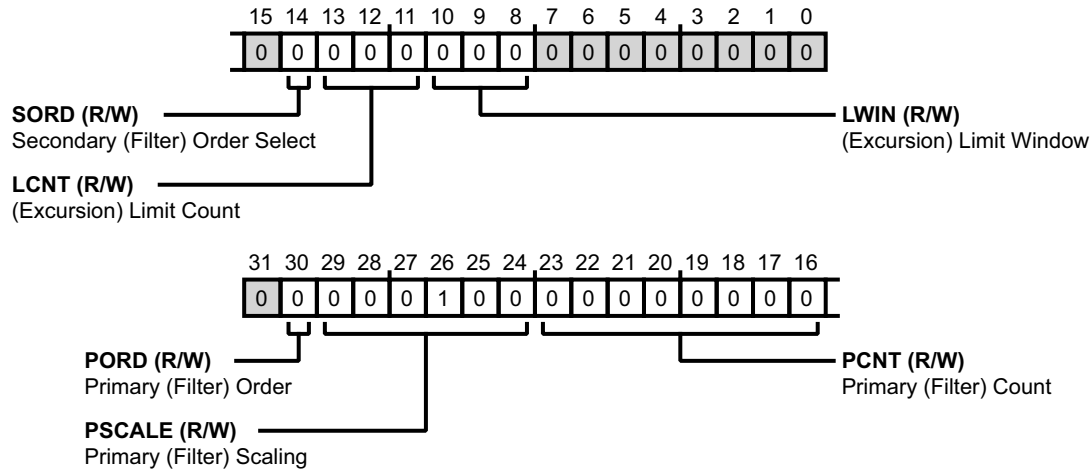 15 14 13 12 11 10 9 8 7 6 5 4 3 2 1 0
0 0 0 0 0 0 0 0 0 0 0 0 0 0 0 0
SORD (R/W)
Secondary (Filter) Order Select
LWIN (R/W)
(Excursion) Limit Window
LCNT (R/W)
(Excursion) Limit Count
31 30 29 28 27 26 25 24 23 22 21 20 19 18 17 16
0 0 0 0 0 1 0 0 0 0 0 0 0 0 0 0
PORD (R/W)
Primary (Filter) Order
PCNT (R/W)
Primary (Filter) Count
PSCALE (R/W)
Primary (Filter) Scaling